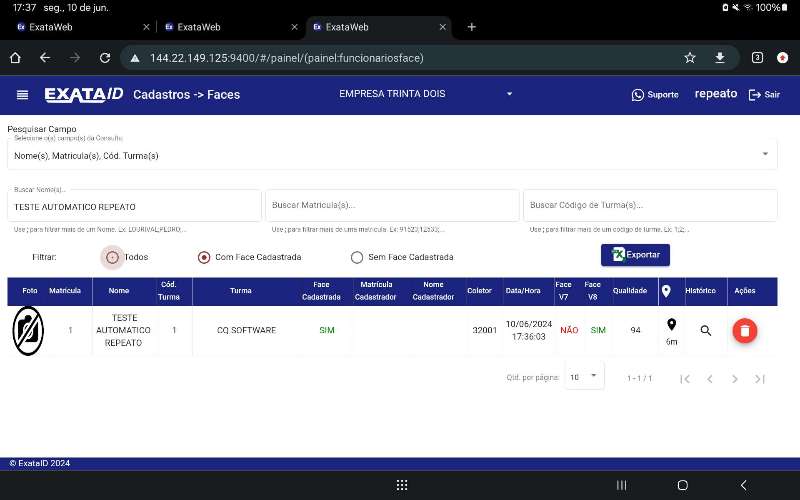 17:37 seg., 10 de jun. 100%
ExataWeb ExataWeb ExataWeb
144.22.149.125:9400/#/painel/(painel:funcionariosface) 3
EXATAID Cadastros -> Faces EMPRESA TRINTA DOIS Suporte repeato Sair
Pesquisar Campo
Selecione o(s) campo(s) da Consulta
Nome(s), Matricula(s), Cód. Turma(s)
Buscar Nome(s)...
TESTE AUTOMATICO REPEATO Buscar Matricula(s)... Buscar Código de Turma(s)...
Use ; para filtrar mais de um Nome. Ex: LOURIVAL;PEDRO;... Use ; para filtrar mais de uma matricula. Ex: 91623;12533;... Use ; para filtrar mais de um código de turma. Ex: 1;2;...
Filtrar: Todos Com Face Cadastrada Sem Face Cadastrada Exportar
Foto Matrícula Nome Cód. Turma Turma Face Cadastrada Matrícula Cadastrador Nome Cadastrador Coletor Data/Hora Face V7 Face V8 Qualidade Histórico Ações
1 TESTE AUTOMATICO REPEATO 1 CQ.SOFTWARE SIM 32001 10/06/2024 17:36:03 NÃO SIM 94 6m
Qtd. por página: 10 1 - 1 / 1
© ExataID 2024